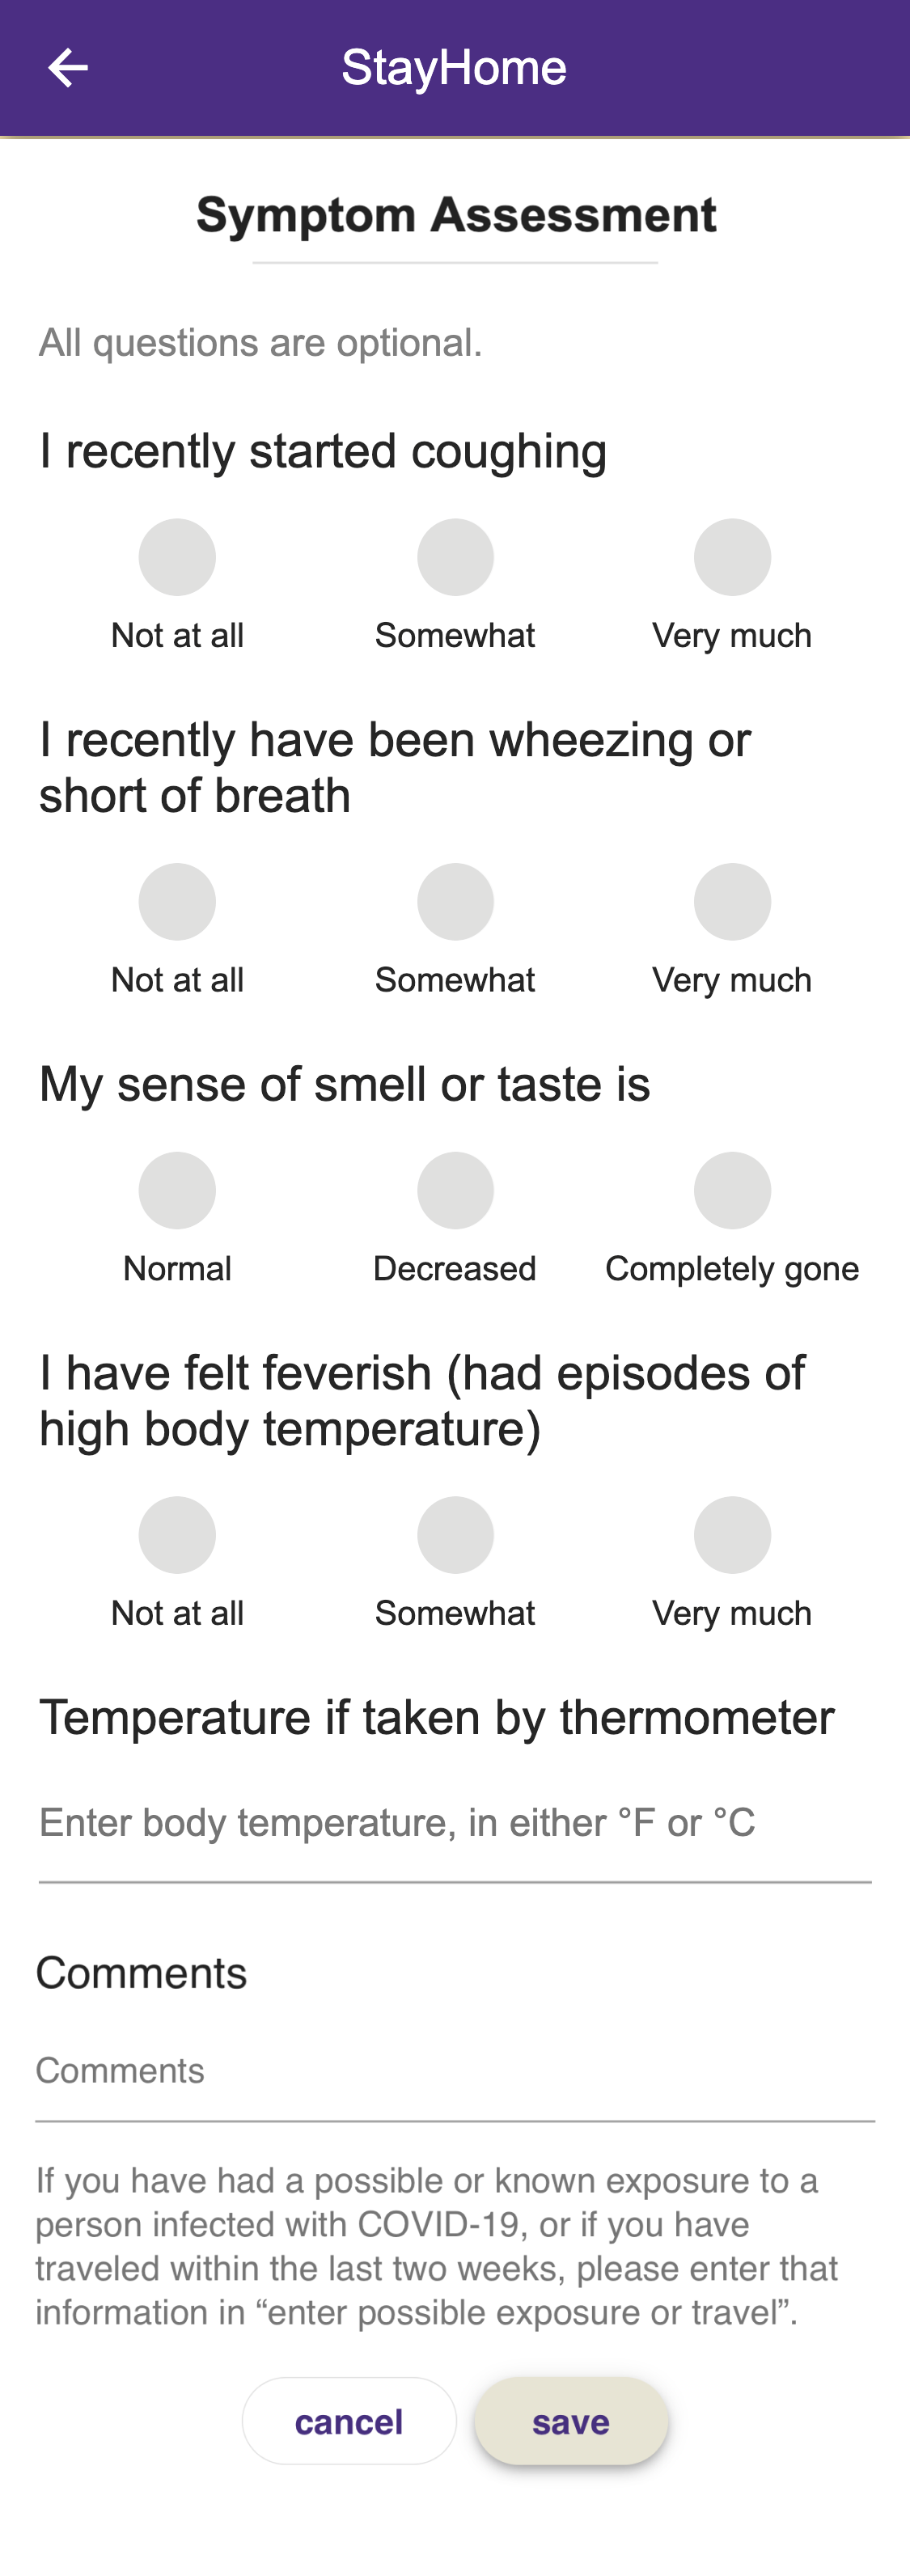 StayHome
Symptom Assessment
All questions are optional.
I recently started coughing
Not at all Somewhat Very much
I recently have been wheezing or
short of breath
Not at all Somewhat Very much
My sense of smell or taste is
Normal Decreased Completely gone
I have felt feverish (had episodes of
high body temperature)
Not at all Somewhat Very much
Temperature if taken by thermometer
Enter body temperature, in either °F or °C
Comments
Comments
If you have had a possible or known exposure to a
person infected with COVID-19, or if you have
traveled within the last two weeks, please enter that
information in “enter possible exposure or travel”.
cancel save